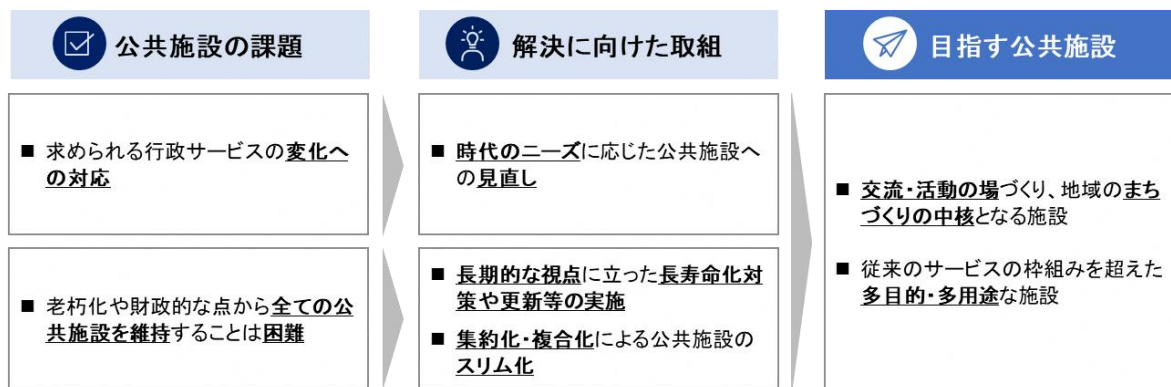 公共施設の課題
解決に向けた取組
目指す公共施設
■ 求められる行政サービスの変化へ
の対応
■ 時代のニーズに応じた公共施設へ
の見直し
■ 老朽化や財政的な点から全ての公
共施設を維持することは困難
■ 長期的な視点に立った長寿命化対
策や更新等の実施
■ 集約化・複合化による公共施設の
スリム化
■ 交流・活動の場づくり、地域のまち
づくりの中核となる施設
■ 従来のサービスの枠組みを超えた
多目的・多用途な施設